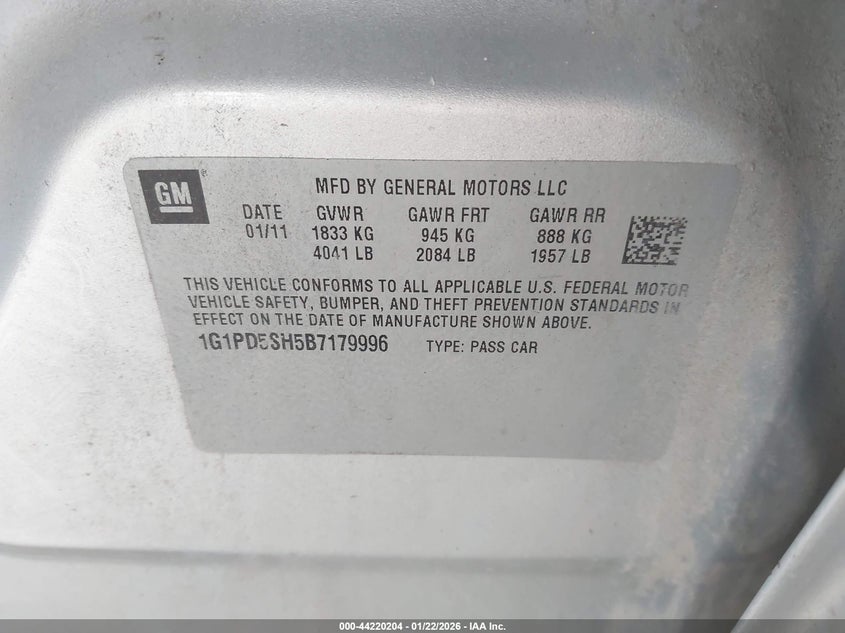 GM
MFD BY GENERAL MOTORS LLC
DATE GVWR GAWR FRT GAWR RR
01/11 1833 KG 945 KG 888 KG
4041 LB 2084 LB 1957 LB
THIS VEHICLE CONFORMS TO ALL APPLICABLE U.S. FEDERAL MOTOR
VEHICLE SAFETY, BUMPER, AND THEFT PREVENTION STANDARDS IN
EFFECT ON THE DATE OF MANUFACTURE SHOWN ABOVE.
1G1PD5SH5B7179996 TYPE: PASS CAR
000-44220204 - 01/22/2026 - IAA Inc.